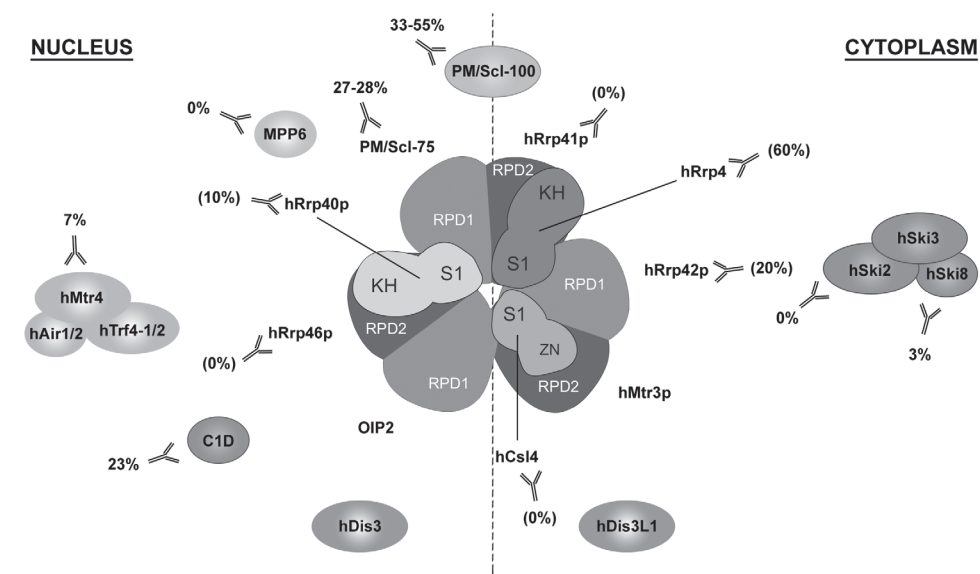 33-55%
NUCLEUS
CYTOPLASM
PM/Scl-100
27-28%
(0%)
0%
MPP6
PM/Scl-75
hRrp41p
RPD2
hRrp4
(60%)
KH
(10%)
hRrp40p
RPD1
7%
hSki3
S1
hRrp42p
(20%)
hSki2
hSki8
KH
S1
RPD1
hMtr4
0%
S1
hAir1/2
hTrf4-1/2
RPD2
hRrp46p
ZN
3%
(0%)
RPD1
RPD2
hMtr3p
OIP2
C1D
hCsl4
23%
(0%)
hDis3
hDis3L1